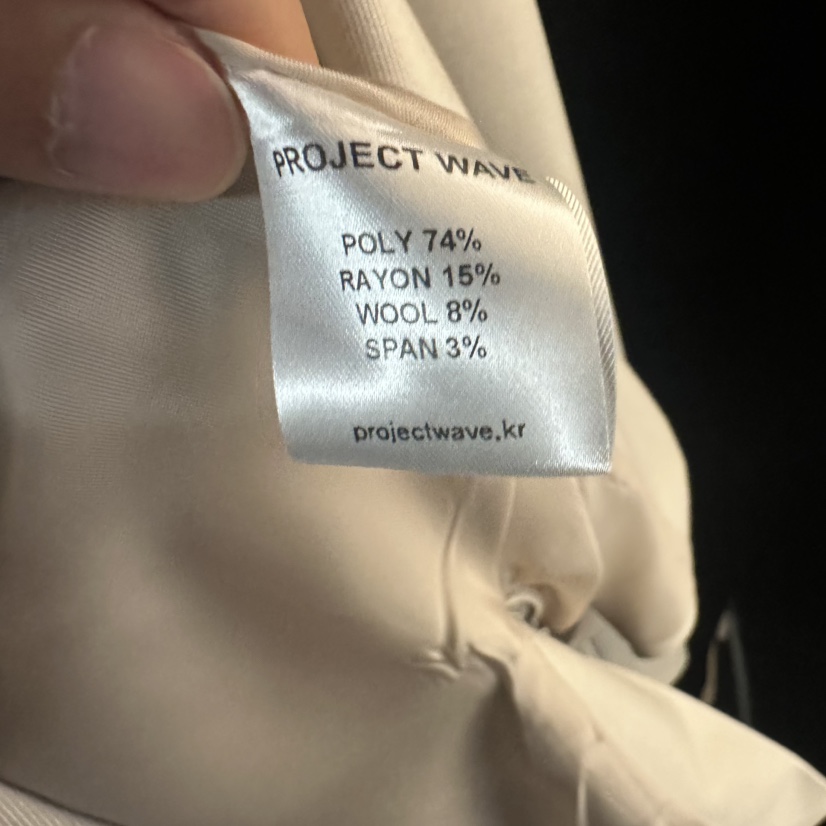 PROJECT WAVE
POLY 74%
RAYON 15%
WOOL 8%
SPAN 3%
projectwave.kr